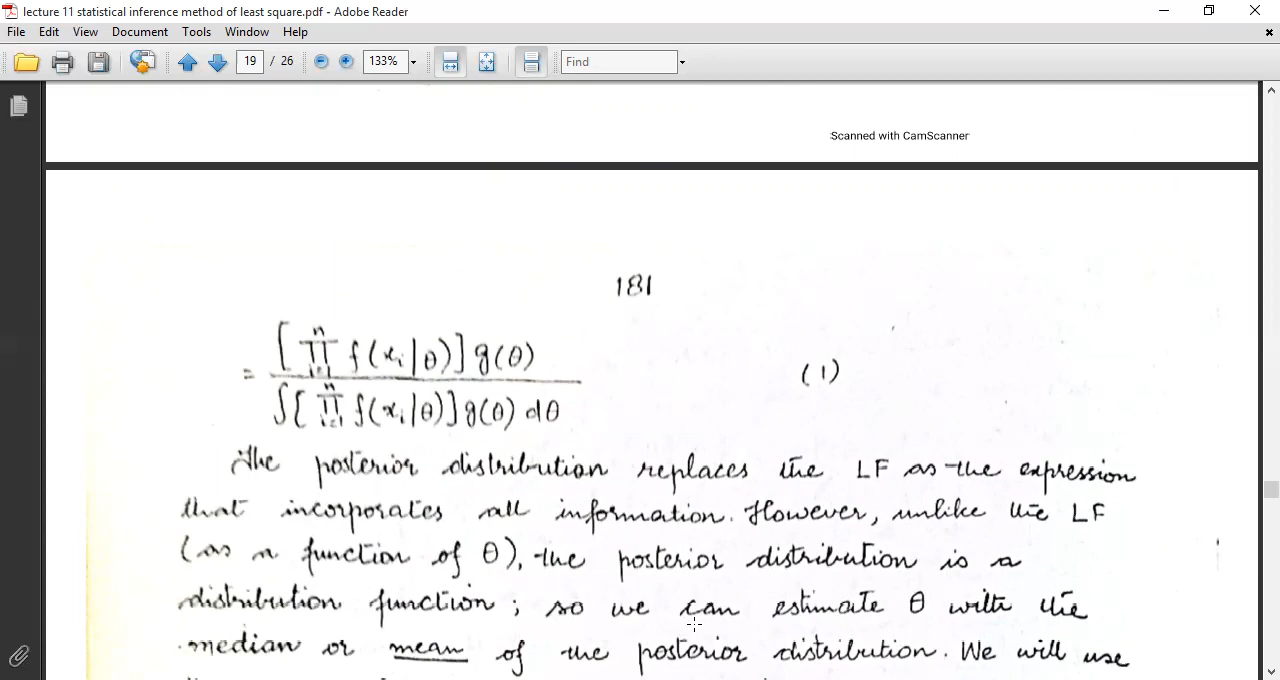 lecture 11 statistical inference method of least square.pdf - Adobe Reader
File Edit View Document Tools Window Help
19 / 26 133% Find
Scanned with CamScanner
181
= [ ∏ᵢ₌₁ⁿ f(xᵢ|θ)] g(θ) / ∫[ ∏ᵢ₌₁ⁿ f(xᵢ|θ)] g(θ) dθ (1)
The posterior distribution replaces the LF as the expression
that incorporates all information. However, unlike the LF
(as a function of θ), the posterior distribution is a
distribution function; so we can estimate θ with the
median or mean of the posterior distribution. We will use